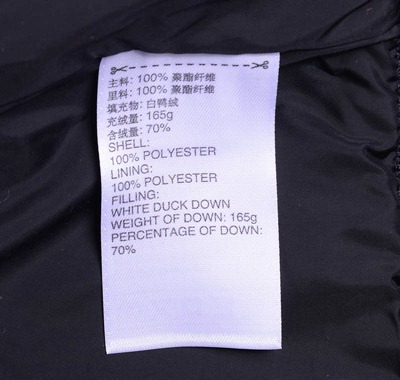 主料: 100% 聚酯纤维
里料: 100% 聚酯纤维
填充物: 白鸭绒
充绒量: 165g
含绒量: 70%
SHELL:
100% POLYESTER
LINING:
100% POLYESTER
FILLING:
WHITE DUCK DOWN
WEIGHT OF DOWN: 165g
PERCENTAGE OF DOWN:
70%